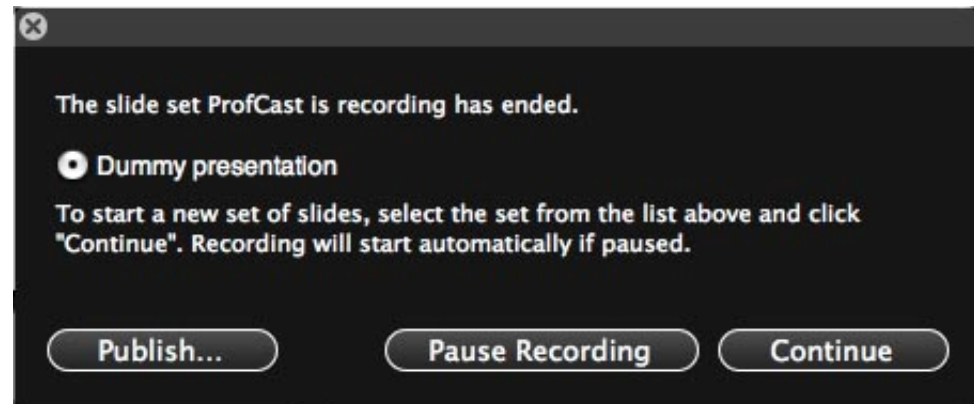 The slide set ProfCast is recording has ended.
Dummy presentation
To start a new set of slides, select the set from the list above and click
"Continue". Recording will start automatically if paused.
Publish...
Pause Recording
Continue